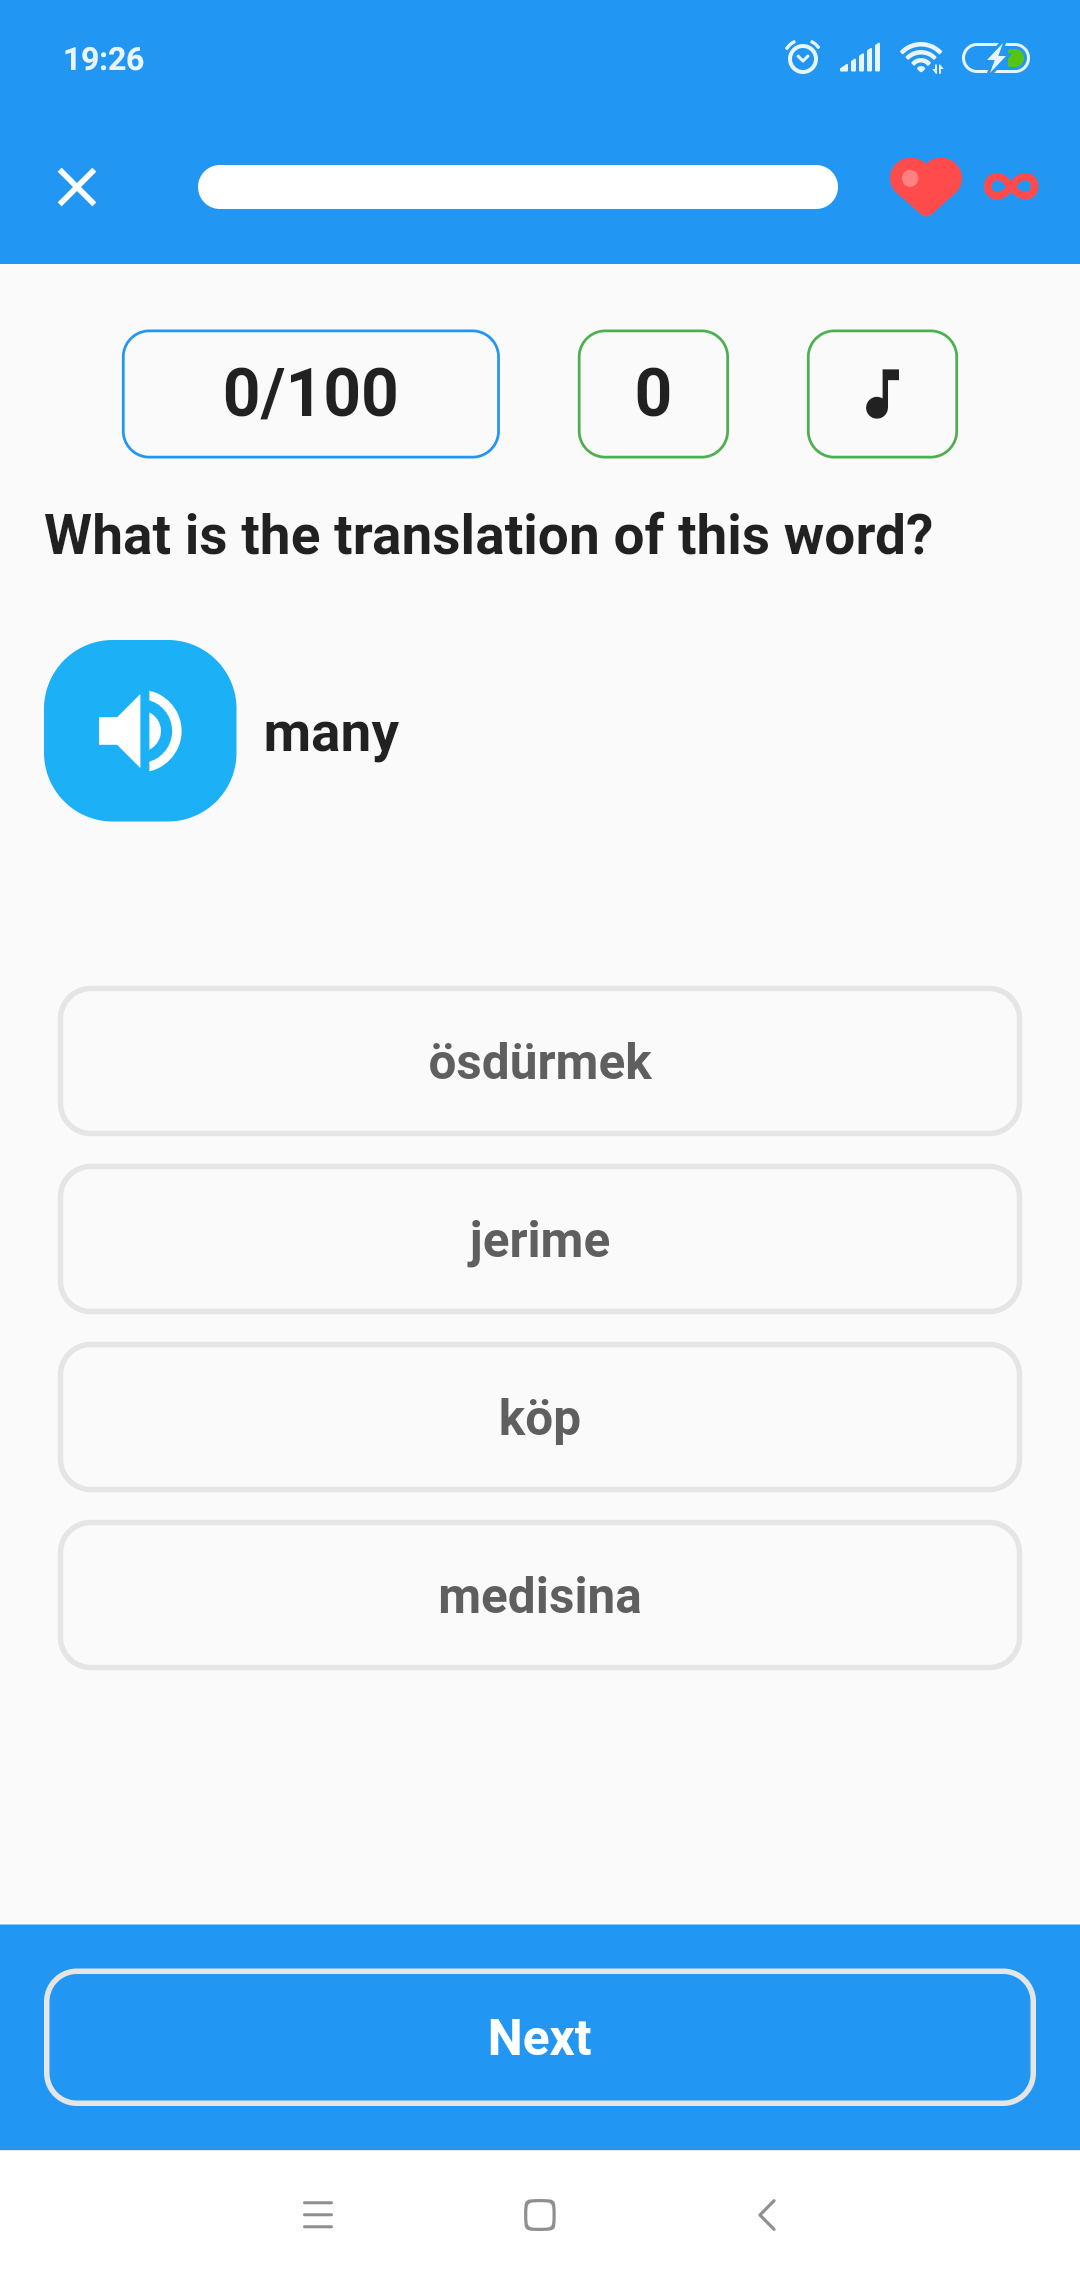 19:26
0/100
0
What is the translation of this word?
many
ösdürmek
jerime
köp
medisina
Next